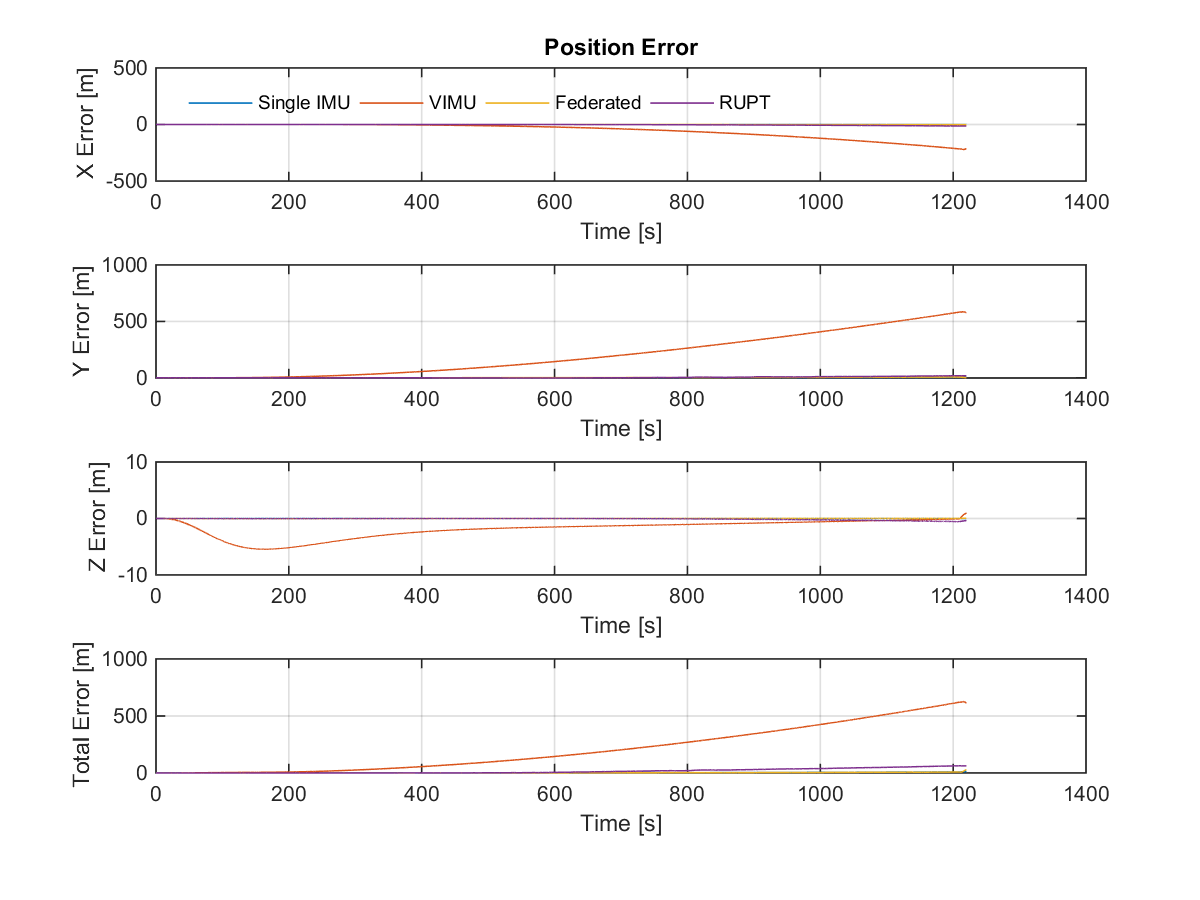 Position Error
500
0
-500
X Error [m]
Single IMU VIMU Federated RUPT
0 200 400 600 800 1000 1200 1400
Time [s]
1000
500
0
Y Error [m]
0 200 400 600 800 1000 1200 1400
Time [s]
10
0
-10
Z Error [m]
0 200 400 600 800 1000 1200 1400
Time [s]
1000
500
0
Total Error [m]
0 200 400 600 800 1000 1200 1400
Time [s]